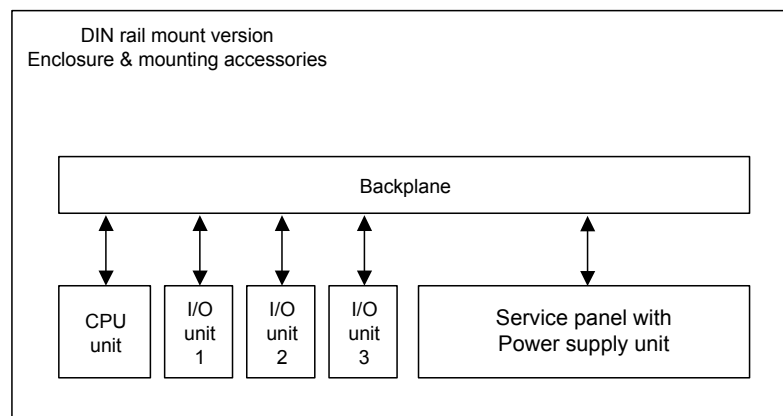 DIN rail mount version
Enclosure & mounting accessories
Backplane
CPU
unit
I/O
unit
1
I/O
unit
2
I/O
unit
3
Service panel with
Power supply unit